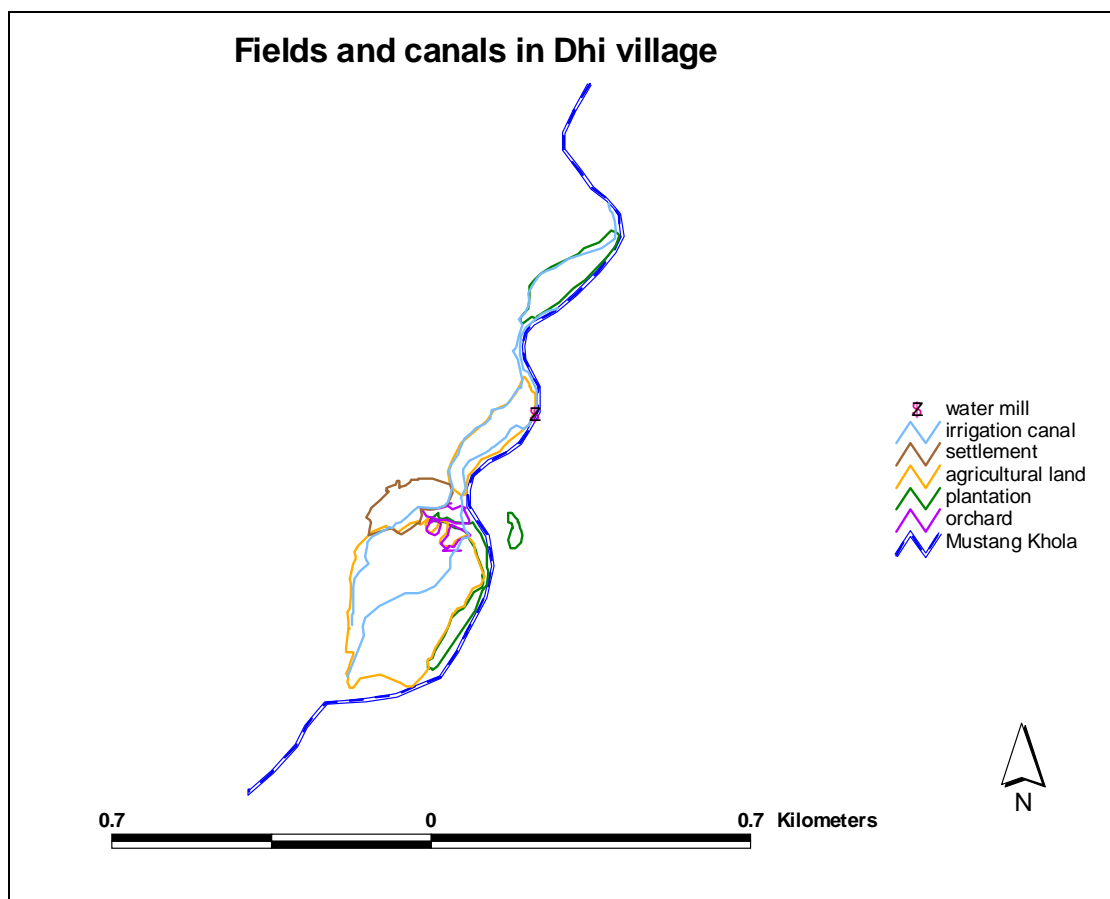 Fields and canals in Dhi village
water mill
irrigation canal
settlement
agricultural land
plantation
orchard
Mustang Khola
N
0.7 0 0.7 Kilometers